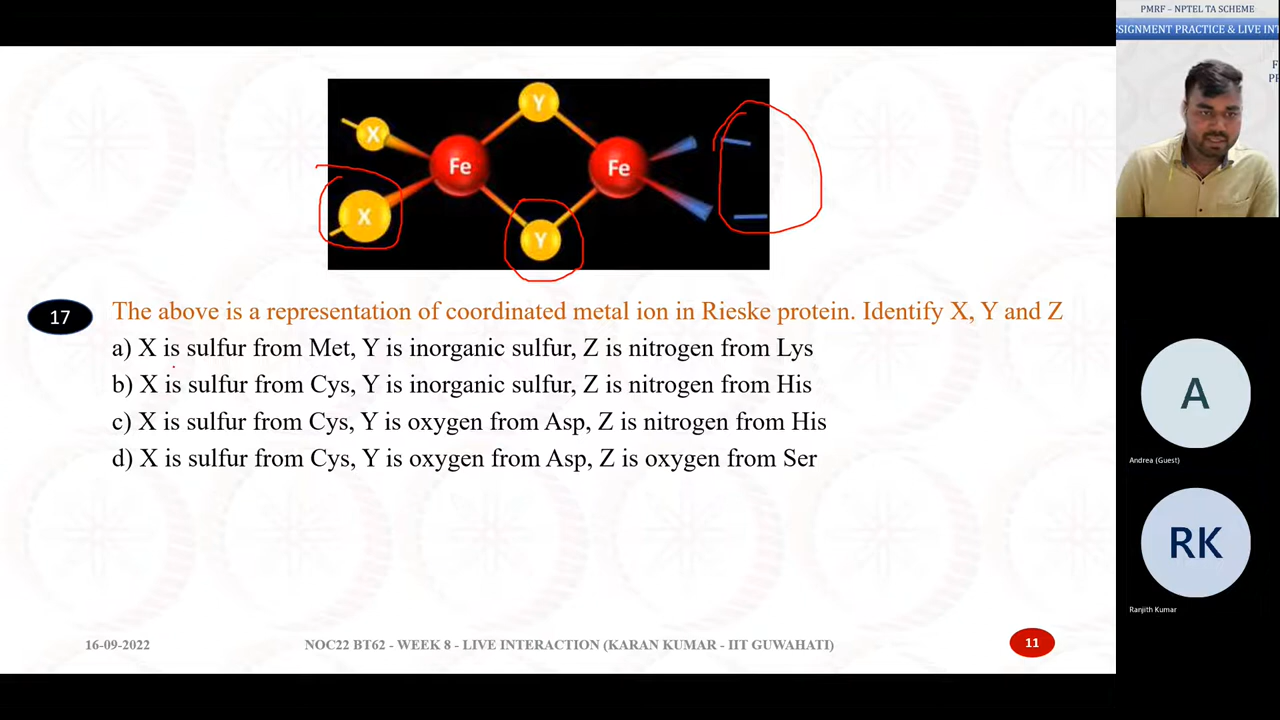 PMRF – NPTEL TA SCHEME
SSIGNMENT PRACTICE & LIVE INT
F
PR
Y
X
Fe
Fe
X
Y
17
The above is a representation of coordinated metal ion in Rieske protein. Identify X, Y and Z
a) X is sulfur from Met, Y is inorganic sulfur, Z is nitrogen from Lys
b) X is sulfur from Cys, Y is inorganic sulfur, Z is nitrogen from His
c) X is sulfur from Cys, Y is oxygen from Asp, Z is nitrogen from His
d) X is sulfur from Cys, Y is oxygen from Asp, Z is oxygen from Ser
A
Andrea (Guest)
RK
Ranjith Kumar
16-09-2022
NOC22 BT62 - WEEK 8 - LIVE INTERACTION (KARAN KUMAR - IIT GUWAHATI)
11